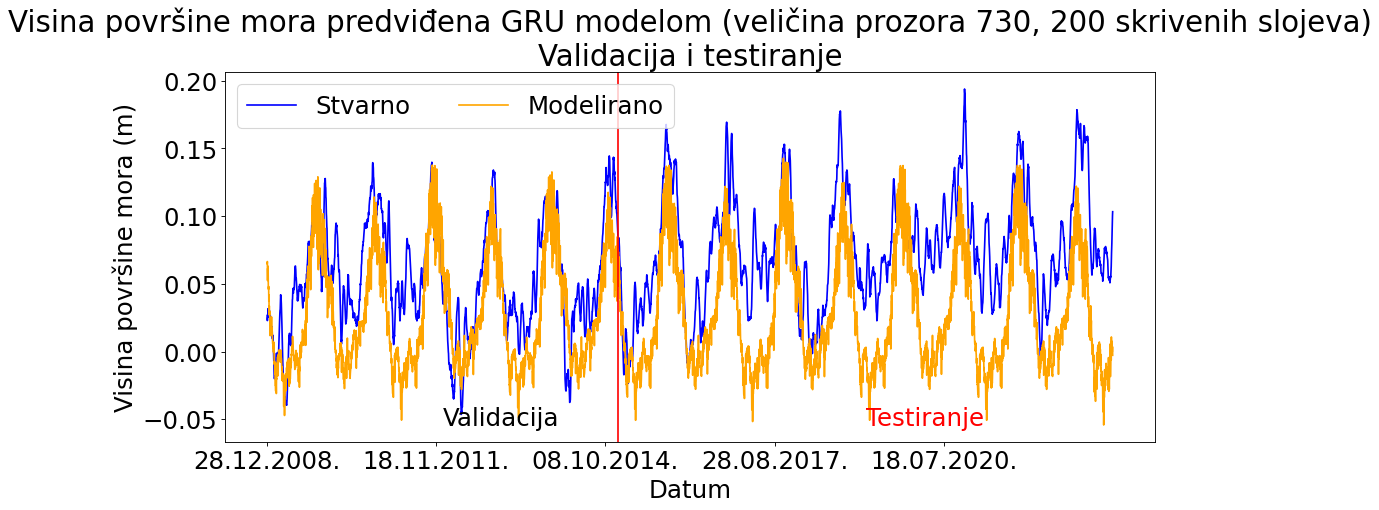 Visina površine mora predviđena GRU modelom (veličina prozora 730, 200 skrivenih slojeva)
Validacija i testiranje
Stvarno
Modelirano
Visina površine mora (m)
0.20
0.15
0.10
0.05
0.00
−0.05
Validacija
Testiranje
28.12.2008.
18.11.2011.
08.10.2014.
28.08.2017.
18.07.2020.
Datum